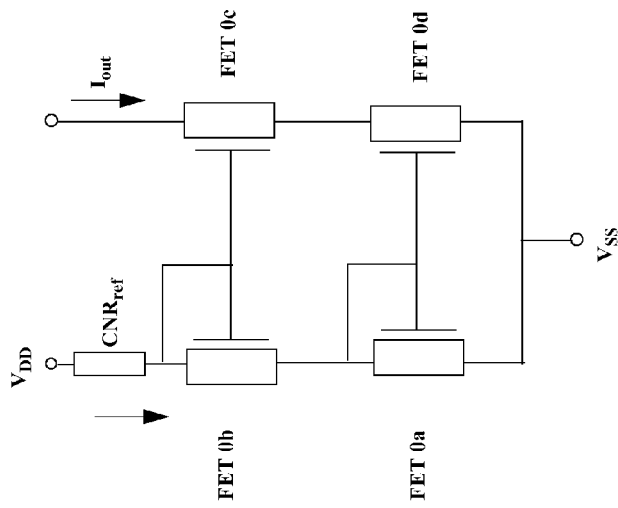 FET 0c
FET 0d
I_out
CNR_ref
V_DD
V_SS
FET 0b
FET 0a